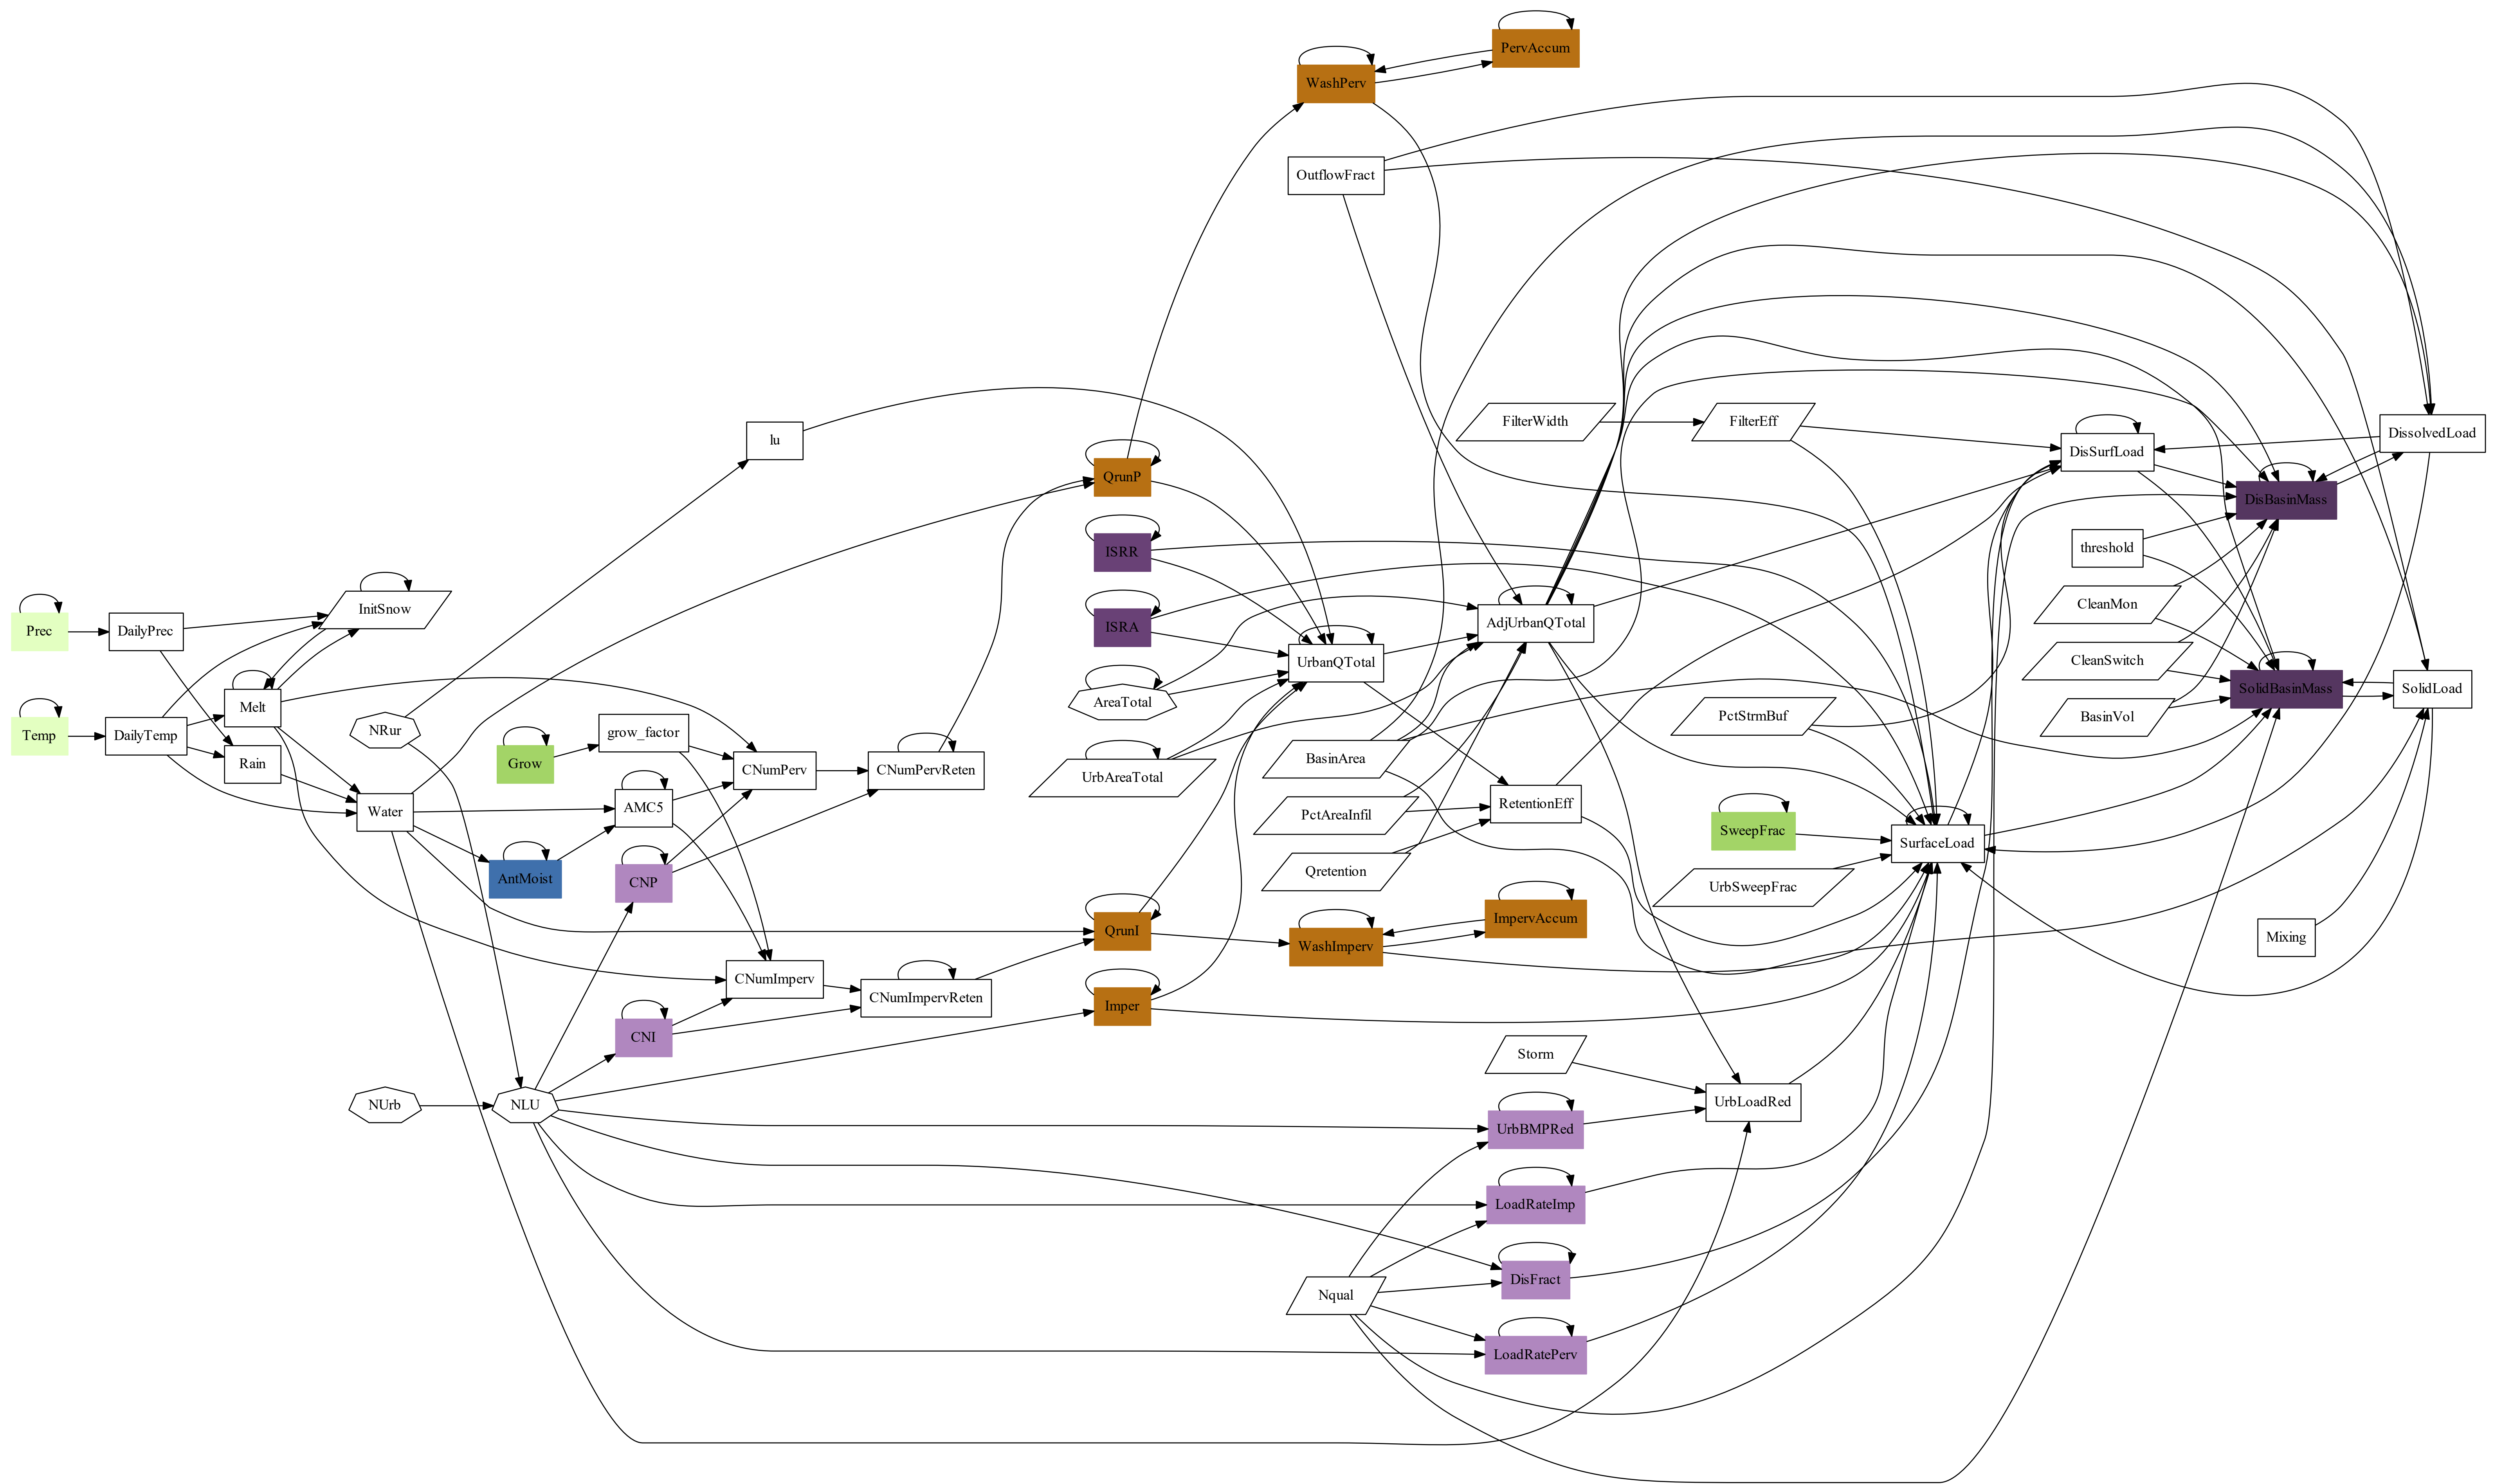 PervAccum
WashPerv
OutflowFract
FilterWidth
FilterEff
DissolvedLoad
lu
DisSurfLoad
QrunP
DisBasinMass
ISRR
threshold
InitSnow
CleanMon
Prec
DailyPrec
ISRA
AdjUrbanQTotal
UrbanQTotal
CleanSwitch
SolidBasinMass
SolidLoad
Melt
AreaTotal
PctStrmBuf
BasinVol
NRur
grow_factor
Temp
DailyTemp
Rain
Grow
CNumPerv
CNumPervReten
UrbAreaTotal
BasinArea
Water
AMC5
PctAreaInfil
RetentionEff
SweepFrac
SurfaceLoad
AntMoist
CNP
Qretention
UrbSweepFrac
QrunI
ImpervAccum
WashImperv
Mixing
CNumImperv
CNumImpervReten
Imper
CNI
Storm
NUrb
NLU
UrbLoadRed
UrbBMPRed
LoadRateImp
DisFract
Nqual
LoadRatePerv